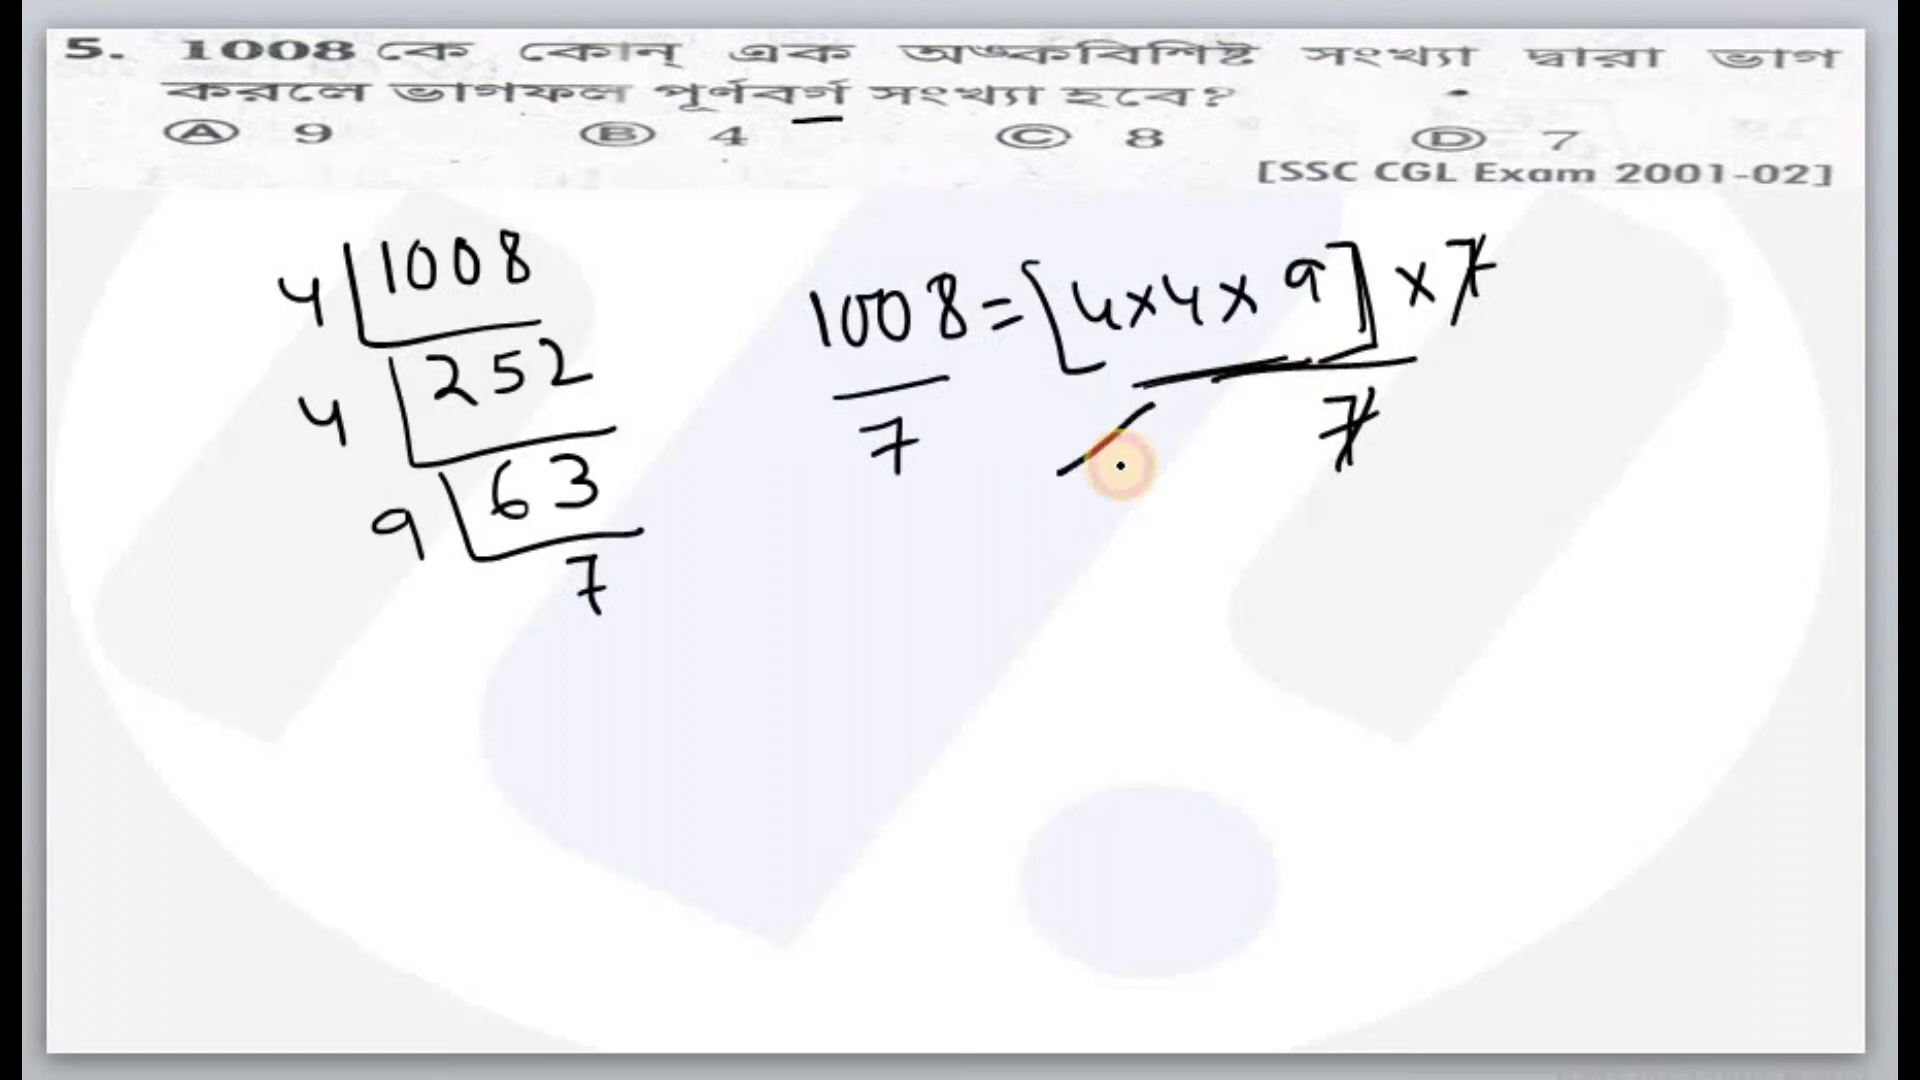 5. 1008 কে কোন্ এক অঙ্কবিশিষ্ট সংখ্যা দ্বারা ভাগ
করলে ভাগফল পূর্ণবর্গ সংখ্যা হবে?
Ⓐ 9 Ⓑ 4 Ⓒ 8 Ⓓ 7
[SSC CGL Exam 2001-02]
4 1008
4 252
9 63
7
1008 = [4×4×9] × 7
7 7